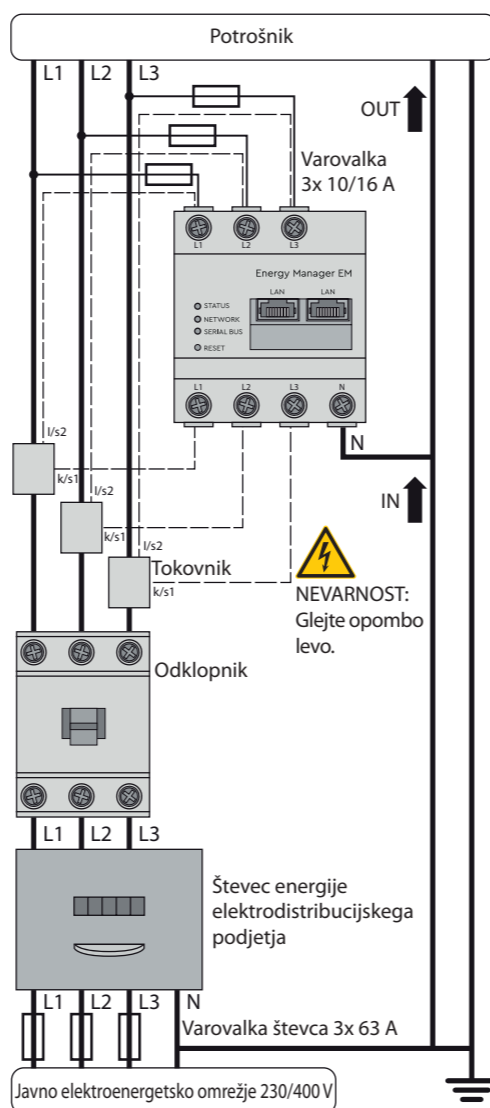 Potrošnik
L1 L2 L3
OUT
Varovalka
3x 10/16 A
L1 L2 L3
Energy Manager EM
LAN LAN
STATUS
NETWORK
SERIAL BUS
RESET
L1 L2 L3 N
N
l/s2
k/s1
l/s2
k/s1
l/s2
k/s1
IN
Tokovnik
NEVARNOST:
Glejte opombo
levo.
Odklopnik
L1 L2 L3
Števec energije
elektrodistribucijskega
podjetja
L1 L2 L3 N
Varovalka števca 3x 63 A
Javno elektroenergetsko omrežje 230/400 V